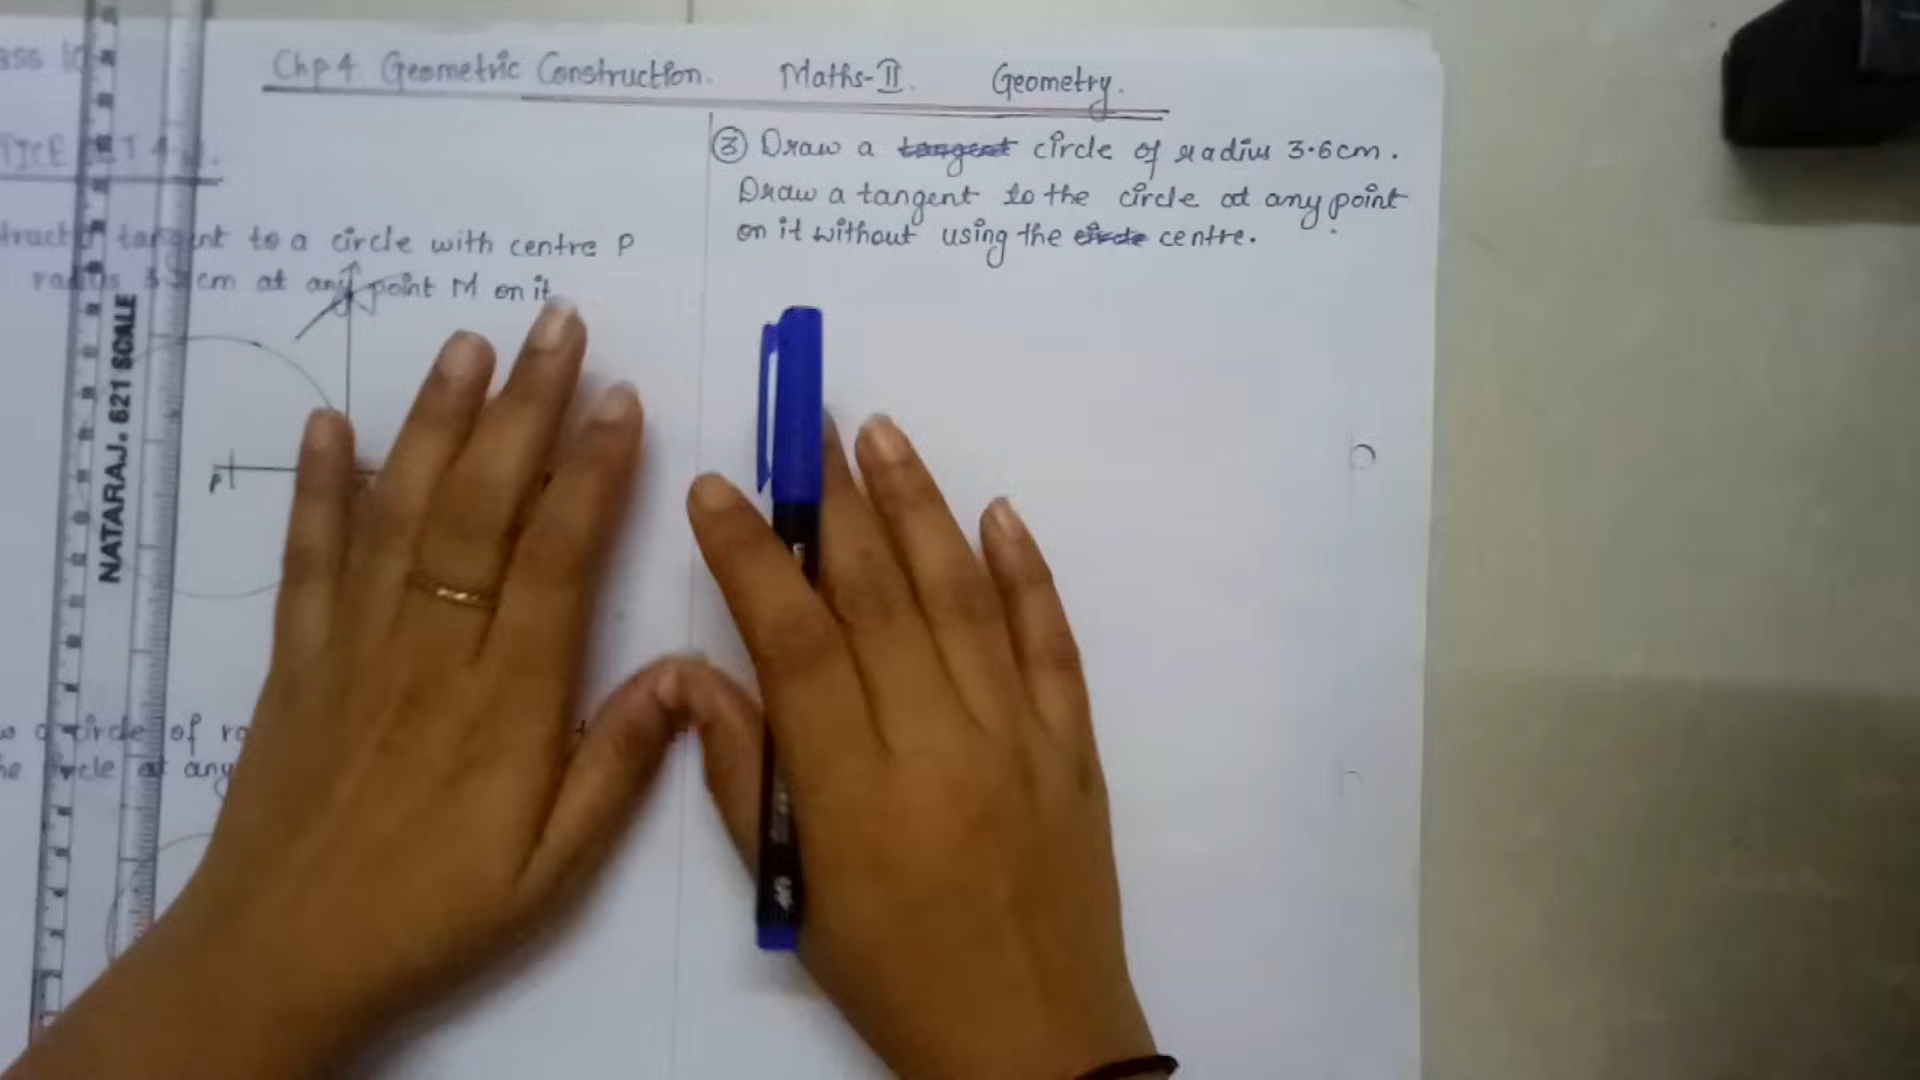 Chp 4 Geometric Construction. Maths-II. Geometry.
to a circle with centre P
cm at any point M on it
P
of
any
③ Draw a tangent circle of radius 3.6cm.
Draw a tangent to the circle at any point
on it without using the circle centre.
NATARAJ. 621 SCALE